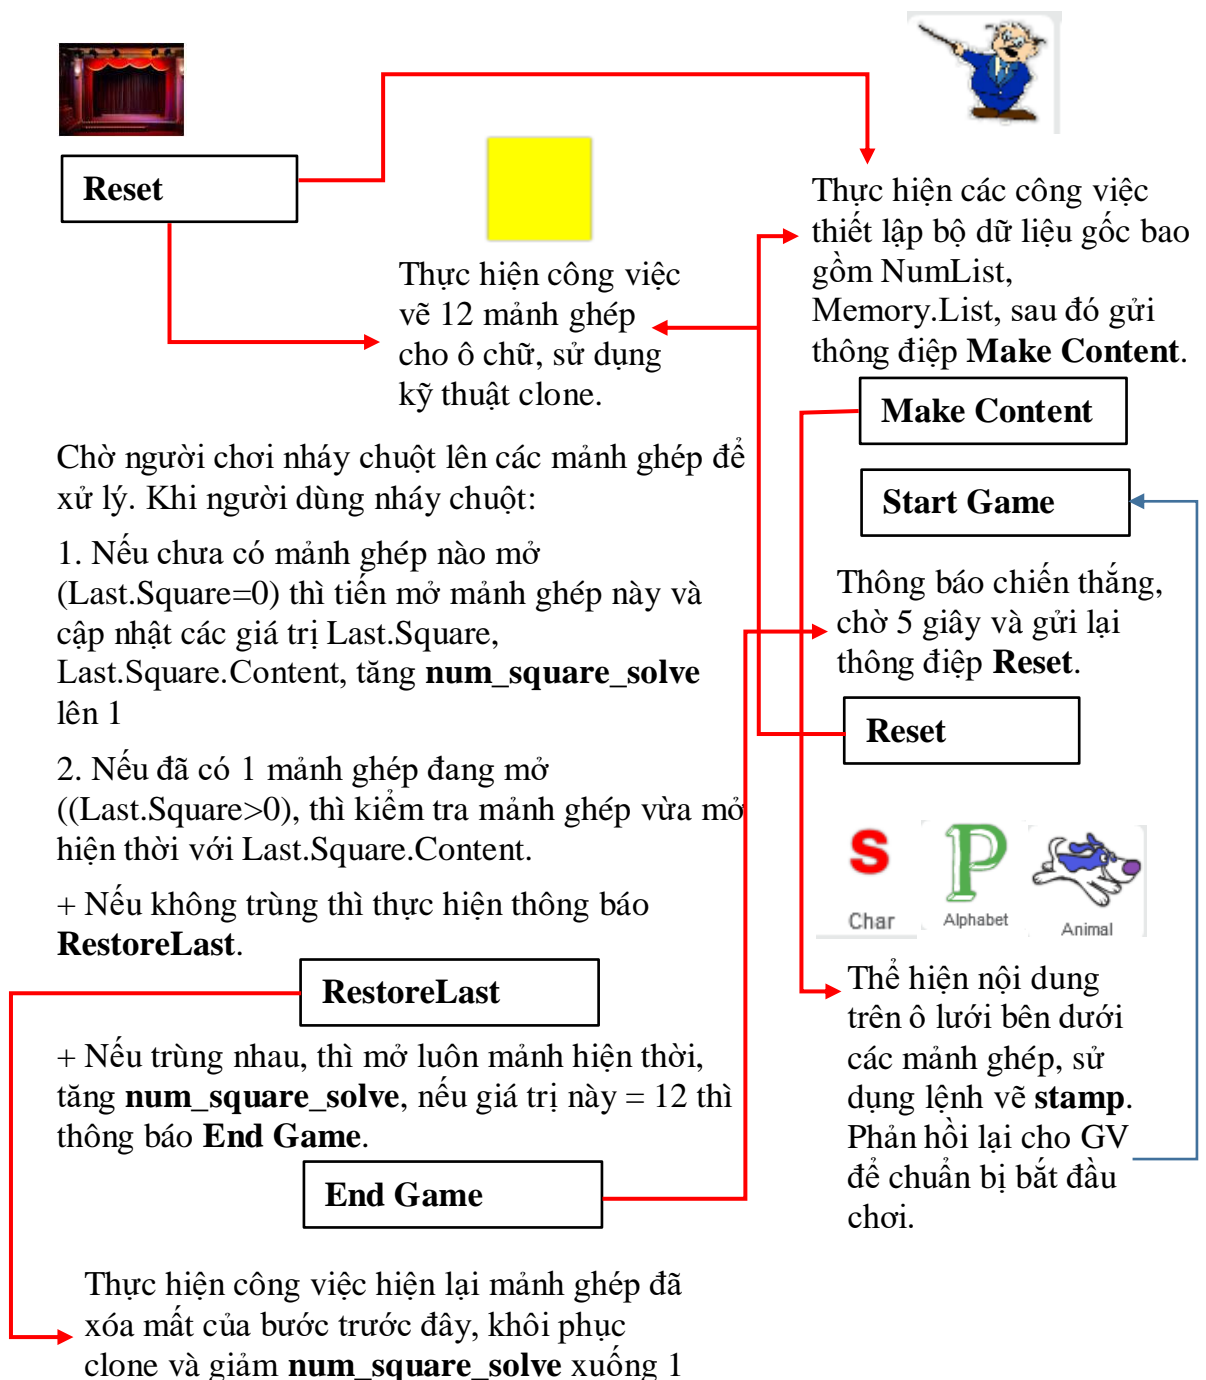 Reset
Thực hiện công việc
vẽ 12 mảnh ghép
cho ô chữ, sử dụng
kỹ thuật clone.
Chờ người chơi nháy chuột lên các mảnh ghép để
xử lý. Khi người dùng nháy chuột:
1. Nếu chưa có mảnh ghép nào mở
(Last.Square=0) thì tiến mở mảnh ghép này và
cập nhật các giá trị Last.Square,
Last.Square.Content, tăng num_square_solve
lên 1
2. Nếu đã có 1 mảnh ghép đang mở
((Last.Square>0), thì kiểm tra mảnh ghép vừa mở
hiện thời với Last.Square.Content.
+ Nếu không trùng thì thực hiện thông báo
RestoreLast.
RestoreLast
+ Nếu trùng nhau, thì mở luôn mảnh hiện thời,
tăng num_square_solve, nếu giá trị này = 12 thì
thông báo End Game.
End Game
Thực hiện công việc hiện lại mảnh ghép đã
xóa mất của bước trước đây, khôi phục
clone và giảm num_square_solve xuống 1
Thực hiện các công việc
thiết lập bộ dữ liệu gốc bao
gồm NumList,
Memory.List, sau đó gửi
thông điệp Make Content.
Make Content
Start Game
Thông báo chiến thắng,
chờ 5 giây và gửi lại
thông điệp Reset.
Reset
S P
Char Alphabet Animal
Thể hiện nội dung
trên ô lưới bên dưới
các mảnh ghép, sử
dụng lệnh vẽ stamp.
Phản hồi lại cho GV
để chuẩn bị bắt đầu
chơi.